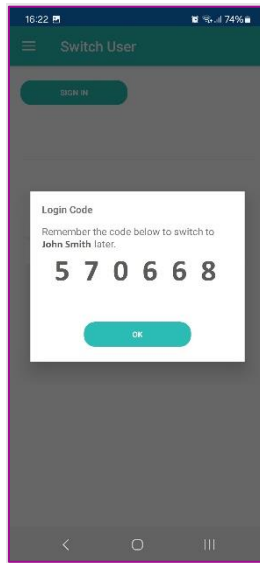 16:22 74%
Switch User
SIGN IN
Login Code
Remember the code below to switch to
John Smith later.
5 7 0 6 6 8
OK